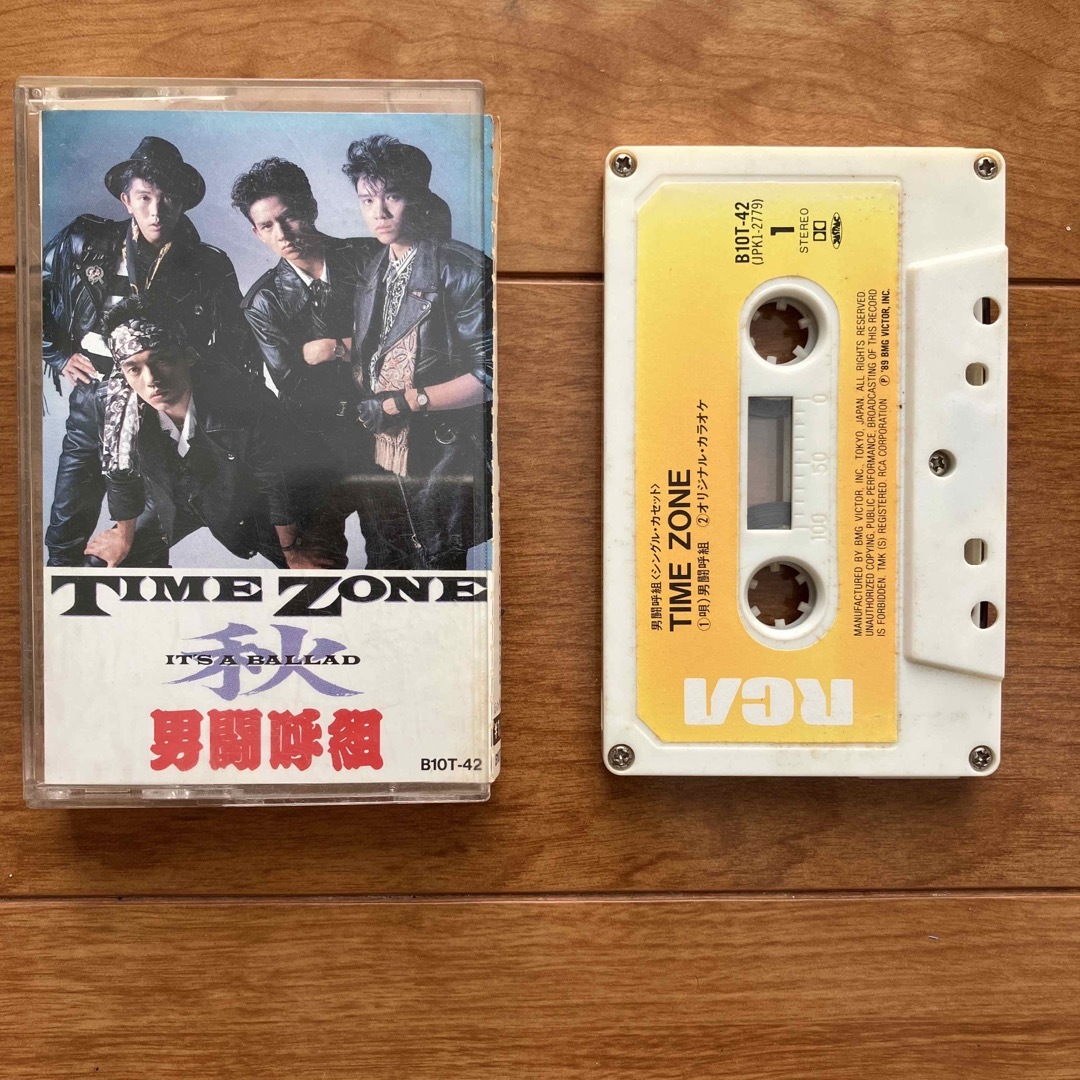 TIME ZONE
秋
IT'S A BALLAD
男闘呼組
B10T-42
B10T-42
(JPK1-2779)
1
STEREO
男闘呼組〈シングル・カセット〉
TIME ZONE
①唄)男闘呼組 ②オリジナル・カラオケ
100 50 0
MANUFACTURED BY BMG VICTOR, INC., TOKYO, JAPAN. ALL RIGHTS RESERVED.
UNAUTHORIZED COPYING, PUBLIC PERFORMANCE, BROADCASTING OF THIS RECORD
IS FORBIDDEN. TMK (S) REGISTERED. RCA CORPORATION Ⓟ '89 BMG VICTOR, INC.
RCA